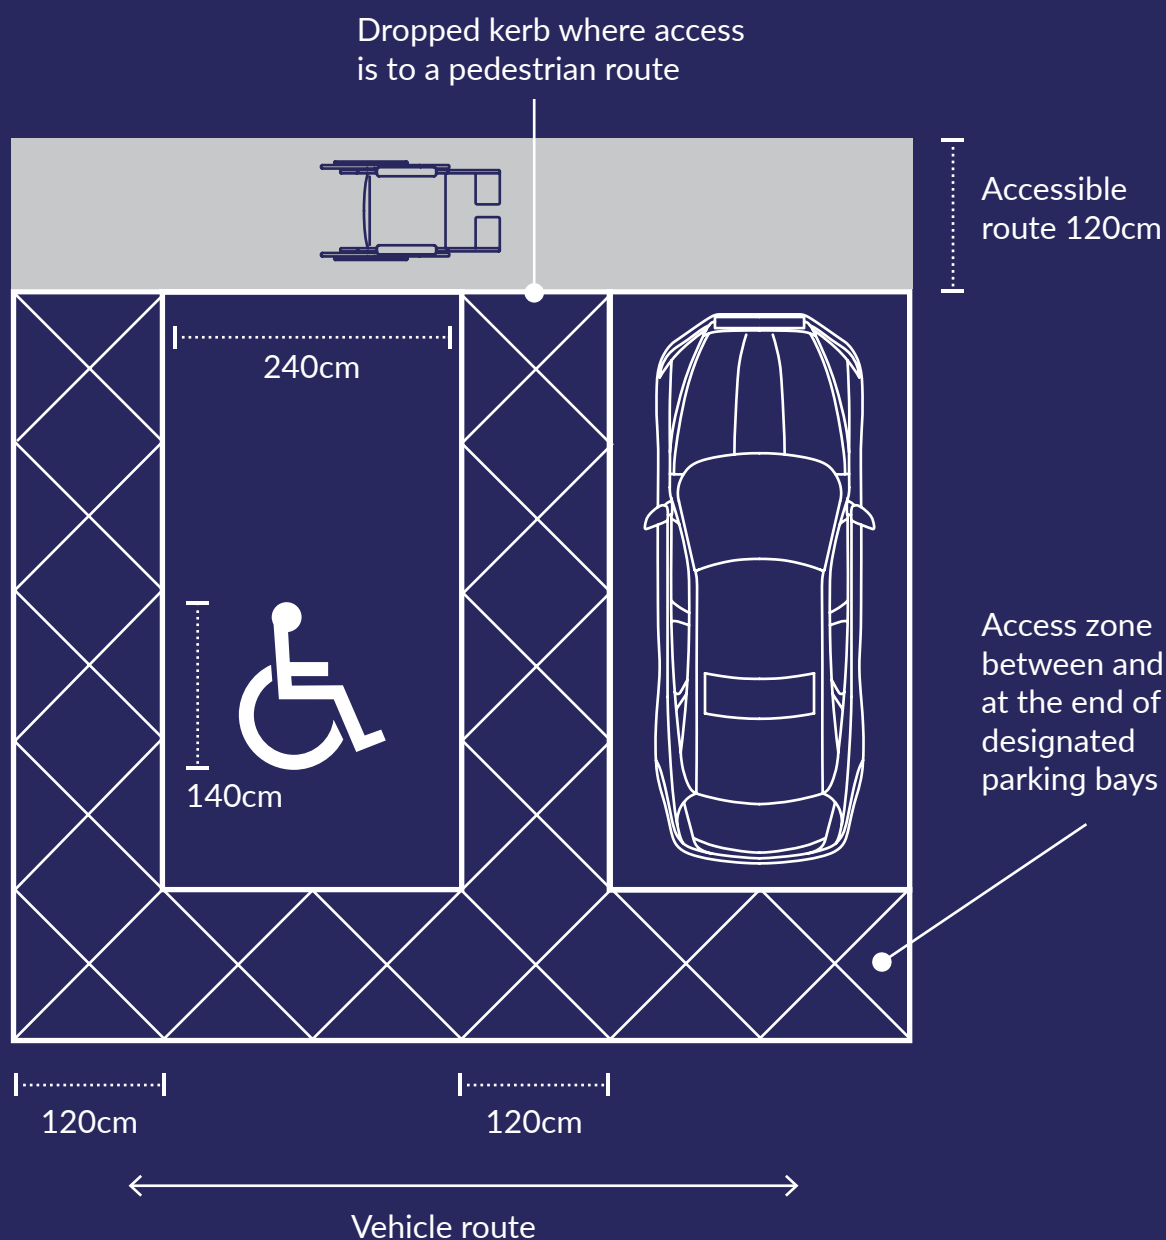 Dropped kerb where access
is to a pedestrian route
Accessible
route 120cm
240cm
Access zone
between and
at the end of
designated
parking bays
140cm
120cm
120cm
Vehicle route